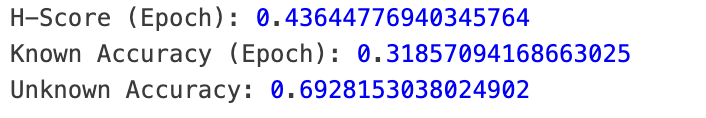 H-Score (Epoch): 0.43644776940345764
Known Accuracy (Epoch): 0.31857094168663025
Unknown Accuracy: 0.6928153038024902